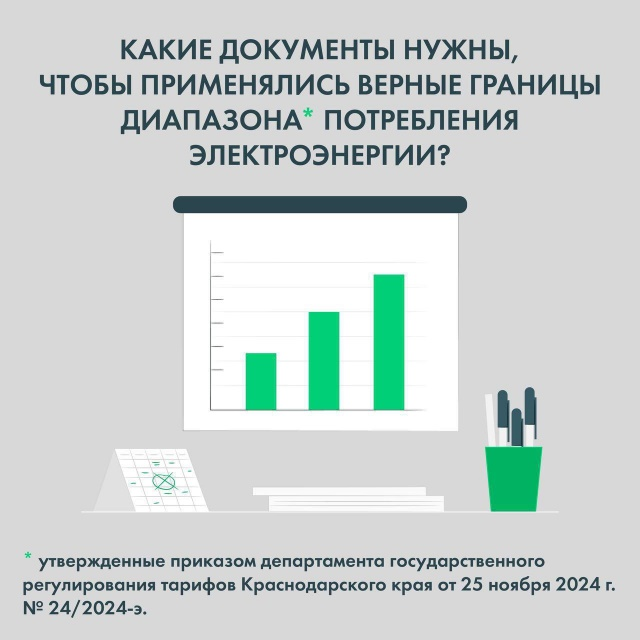 КАКИЕ ДОКУМЕНТЫ НУЖНЫ,
ЧТОБЫ ПРИМЕНЯЛИСЬ ВЕРНЫЕ ГРАНИЦЫ
ДИАПАЗОНА* ПОТРЕБЛЕНИЯ
ЭЛЕКТРОЭНЕРГИИ?
* утвержденные приказом департамента государственного
регулирования тарифов Краснодарского края от 25 ноября 2024 г.
№ 24/2024-э.